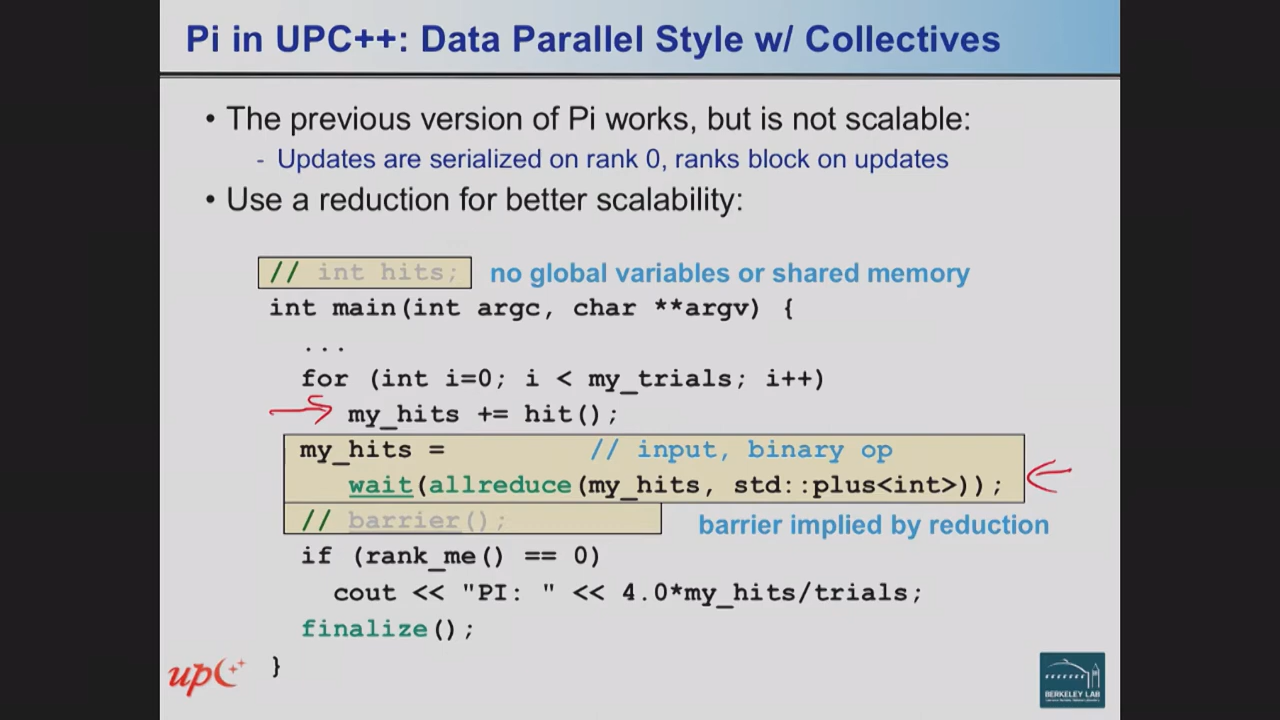 Pi in UPC++: Data Parallel Style w/ Collectives
• The previous version of Pi works, but is not scalable:
- Updates are serialized on rank 0, ranks block on updates
• Use a reduction for better scalability:
// int hits; no global variables or shared memory
int main(int argc, char **argv) {
...
for (int i=0; i < my_trials; i++)
my_hits += hit();
my_hits = // input, binary op
wait(allreduce(my_hits, std::plus<int>));
// barrier(); barrier implied by reduction
if (rank_me() == 0)
cout << "PI: " << 4.0*my_hits/trials;
finalize();
}
upC++
BERKELEY LAB